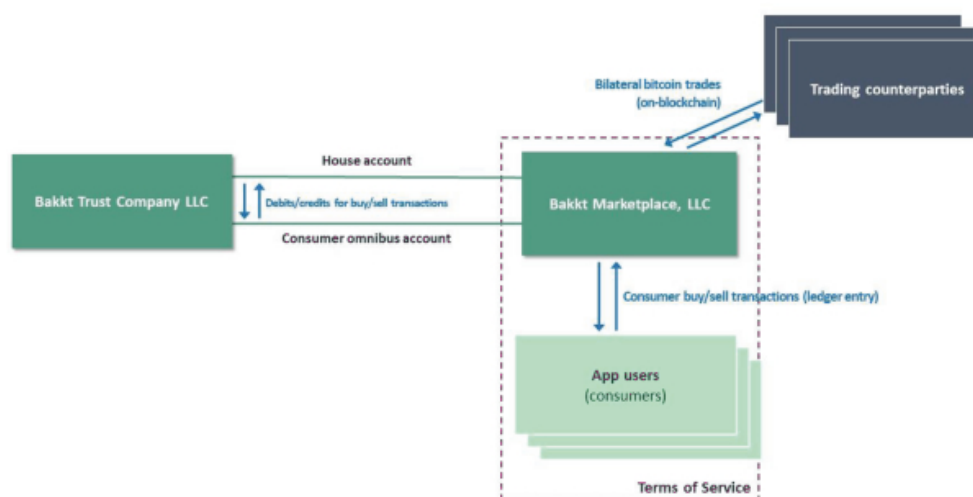 Bilateral bitcoin trades
(on-blockchain)
Trading counterparties
House account
Bakkt Trust Company LLC
Debits/credits for buy/sell transactions
Bakkt Marketplace, LLC
Consumer omnibus account
Consumer buy/sell transactions (ledger entry)
App users
(consumers)
Terms of Service